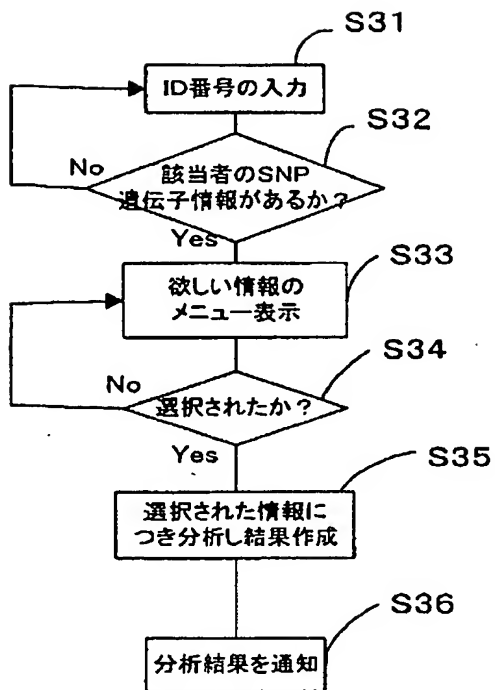 S31
ID番号の入力
S32
No
該当者のSNP
遺伝子情報があるか?
Yes
S33
欲しい情報の
メニュー表示
S34
No
選択されたか?
Yes
S35
選択された情報に
つき分析し結果作成
S36
分析結果を通知